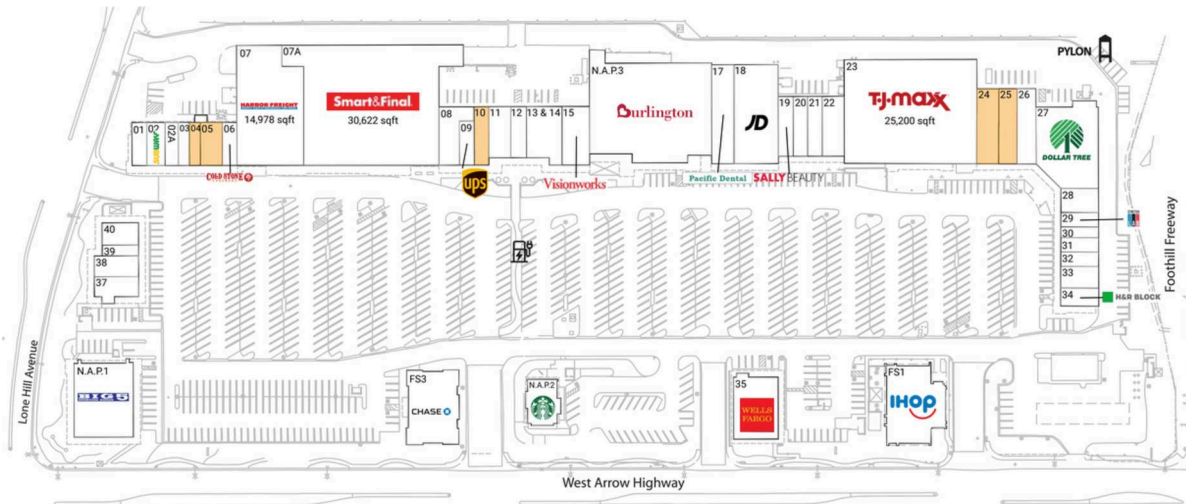 PYLON
07
07A
HARBOR FREIGHT
14,978 sqft
Smart&Final.
30,622 sqft
N.A.P.3
Burlington
17
18
JD
23
T·J·maxx
25,200 sqft
01
02
02A
03
04
05
06
COLD STONE
08
09
10
11
12
13 & 14
15
ups
Visionworks
Pacific Dental
19
20
21
22
SALLYBEAUTY
24
25
26
27
DOLLAR TREE
28
29
30
31
32
33
34
H&R BLOCK
40
39
38
37
N.A.P.1
BIG 5
FS3
CHASE
N.A.P.2
35
WELLS
FARGO
FS1
IHOP
Lone Hill Avenue
Foothill Freeway
West Arrow Highway